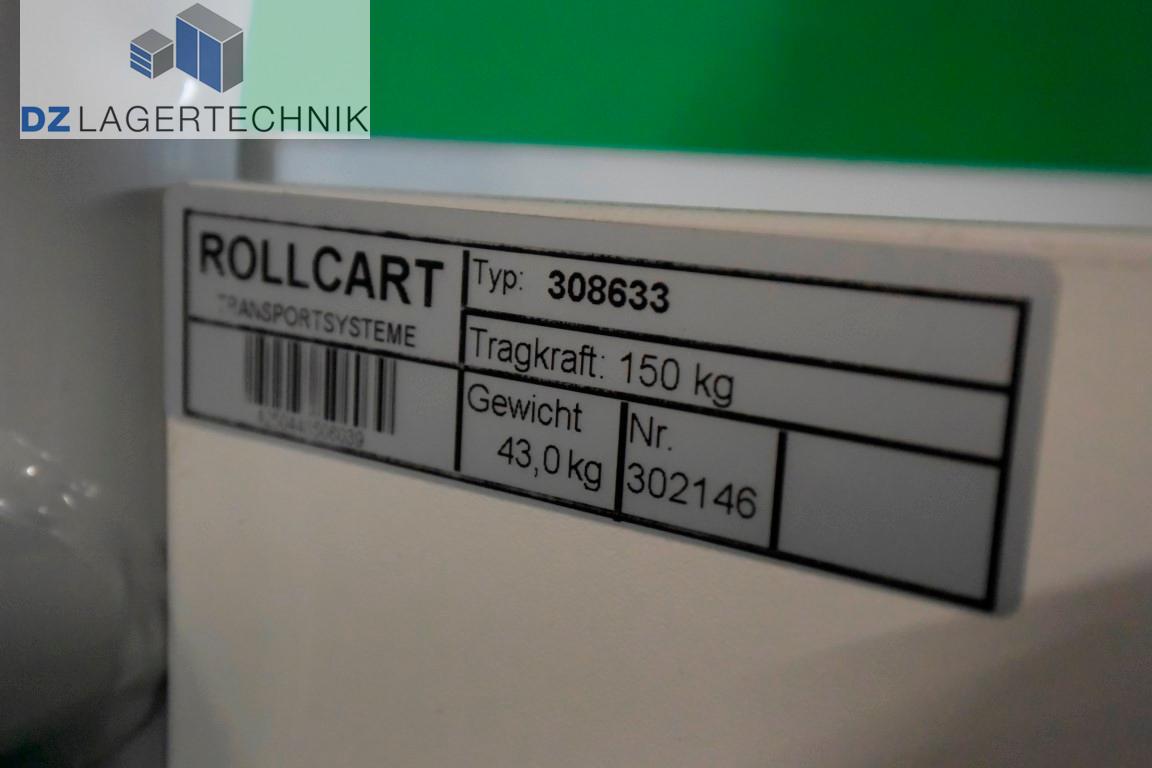 DZ LAGERTECHNIK
ROLLCART
TRANSPORTSYSTEME
Typ: 308633
Tragkraft: 150 kg
Gewicht
43,0 kg
Nr.
302146